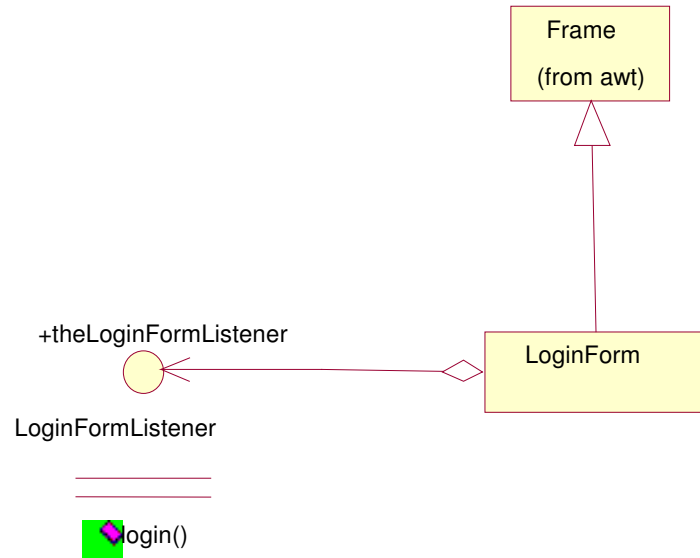 Frame
(from awt)
+theLoginFormListener
LoginForm
LoginFormListener
login()